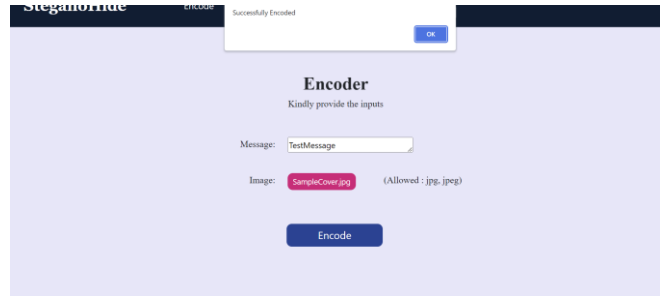 SteganoHide Encode
Successfully Encoded
OK
Encoder
Kindly provide the inputs
Message: TestMessage
Image: SampleCover.jpg (Allowed : jpg, jpeg)
Encode